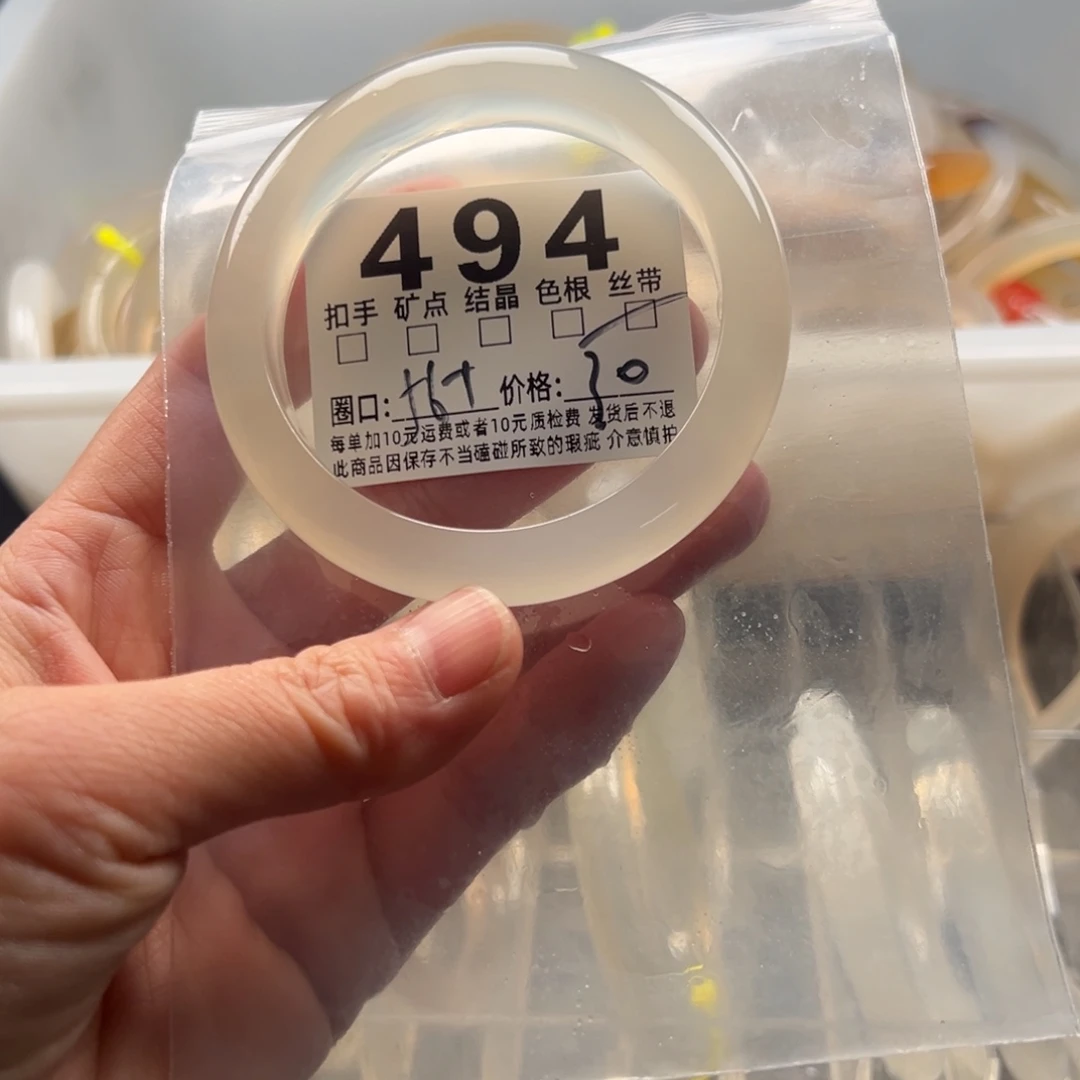 494
扣手 矿点 结晶 色根 丝带
圈口: 价格: 30
每单加10元运费或者10元质检费 发货后不退
此商品因保存不当磕碰所致的瑕疵 介意慎拍